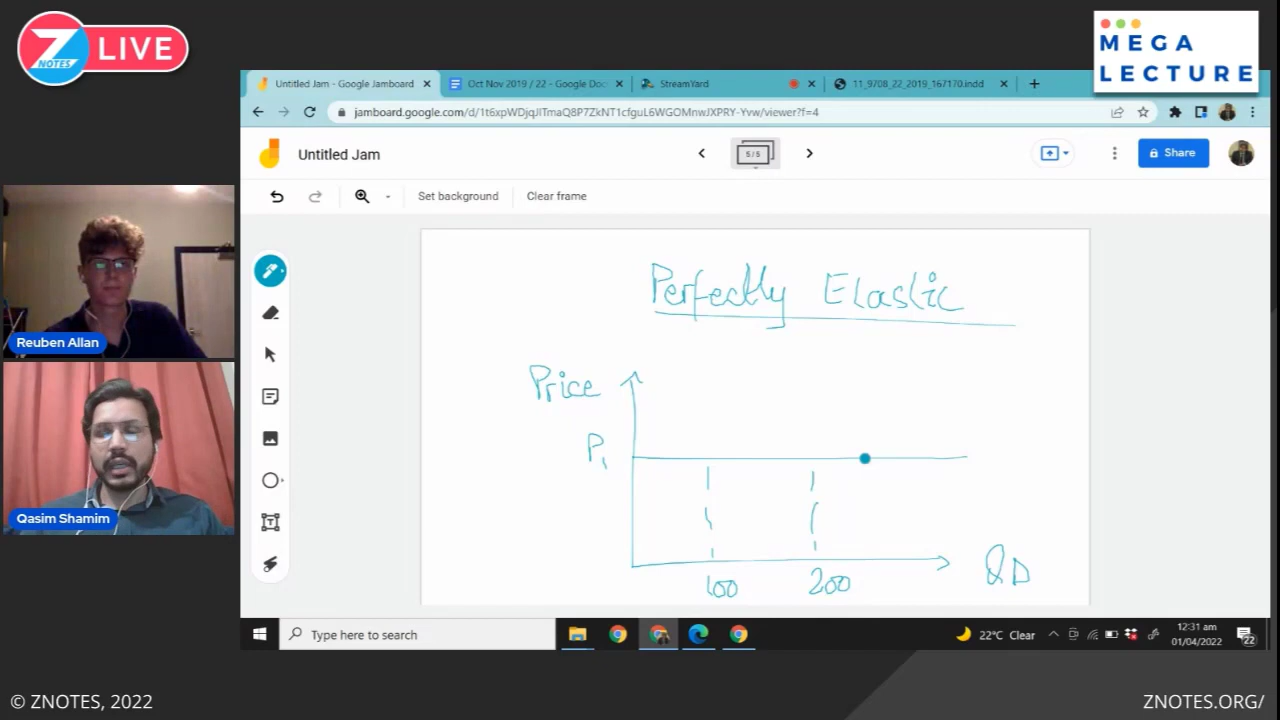 Z NOTES LIVE
MEGA LECTURE
Untitled Jam - Google Jamboard
Oct Nov 2019 / 22 - Google Doc
StreamYard
11_9708_22_2019_167170.indd
jamboard.google.com/d/1t6xpWDjqJITmaQ8P7ZkNT1cfguL6WGOMnwJXPRY-Yvw/viewer?f=4
Untitled Jam
5/5
Share
Set background
Clear frame
Perfectly Elastic
Price
P1
100
200
QD
Reuben Allan
Qasim Shamim
Type here to search
22°C Clear
12:31 am
01/04/2022
22
© ZNOTES, 2022
ZNOTES.ORG/